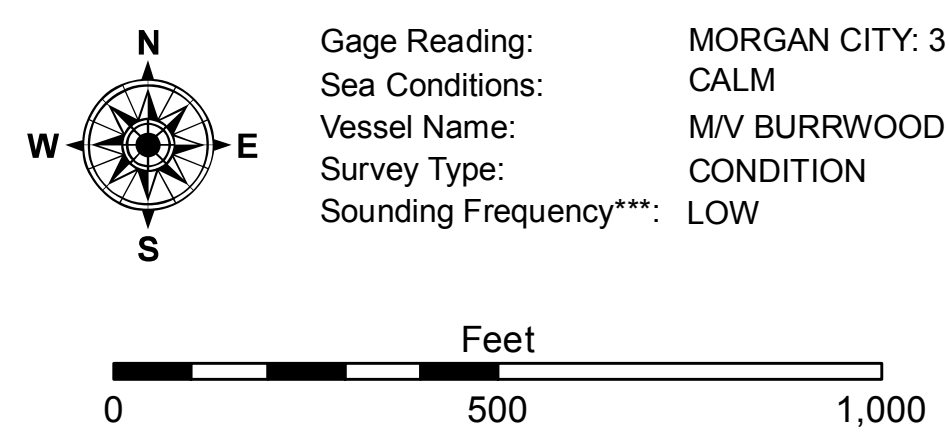 N
W E
S
Gage Reading: MORGAN CITY: 3
Sea Conditions: CALM
Vessel Name: M/V BURRWOOD
Survey Type: CONDITION
Sounding Frequency***: LOW
Feet
0 500 1,000